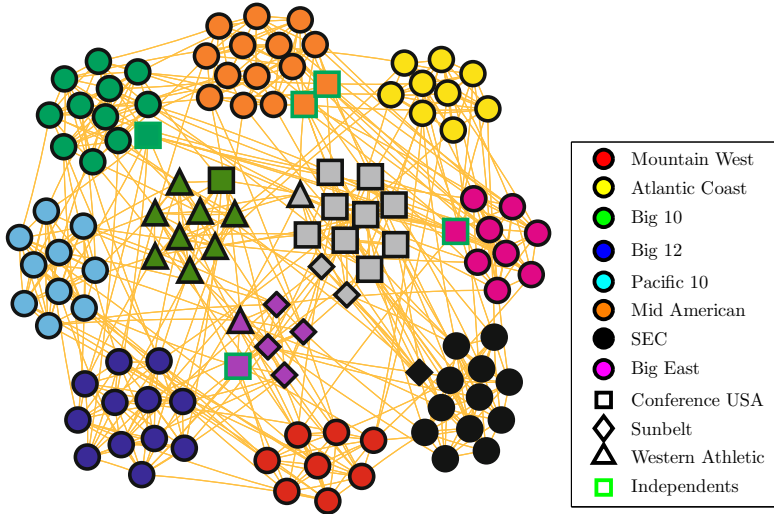 Mountain West
Atlantic Coast
Big 10
Big 12
Pacific 10
Mid American
SEC
Big East
Conference USA
Sunbelt
Western Athletic
Independents